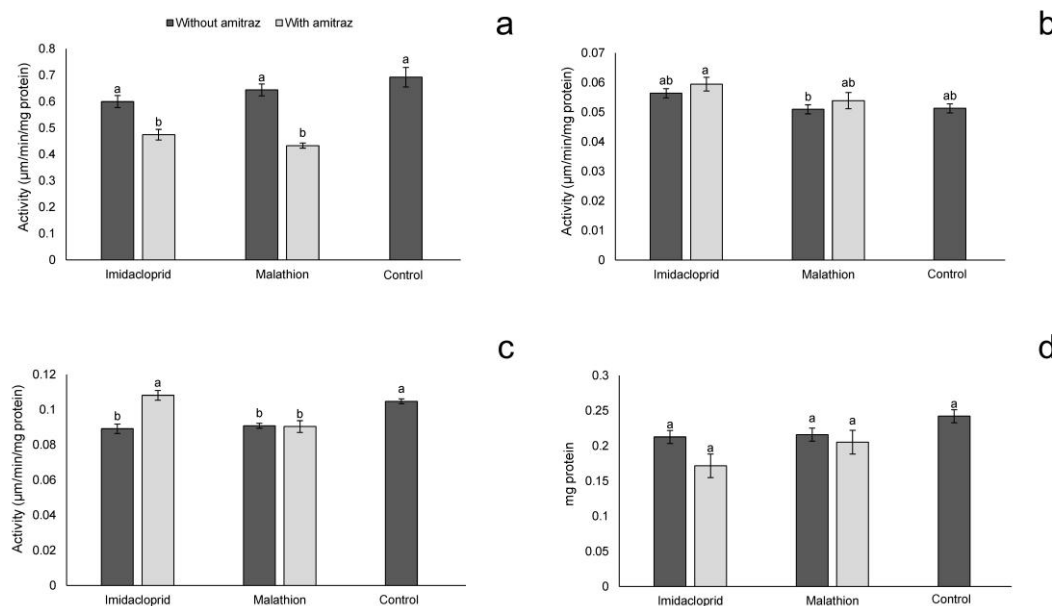 Without amitraz With amitraz
a
Activity (µm/min/mg protein)
0.8
0.7
0.6
0.5
0.4
0.3
0.2
0.1
0
a
b
a
b
a
Imidacloprid Malathion Control
b
Activity (µm/min/mg protein)
0.07
0.06
0.05
0.04
0.03
0.02
0.01
0
ab
a
b
ab
ab
Imidacloprid Malathion Control
c
Activity (µm/min/mg protein)
0.12
0.1
0.08
0.06
0.04
0.02
0
b
a
b
b
a
Imidacloprid Malathion Control
d
mg protein
0.3
0.25
0.2
0.15
0.1
0.05
0
a
a
a
a
a
Imidacloprid Malathion Control